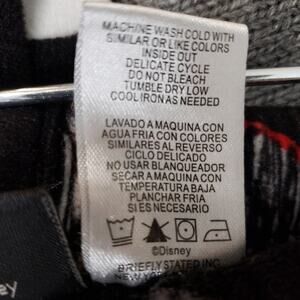 MACHINE WASH COLD WITH
SIMILAR OR LIKE COLORS
INSIDE OUT
DELICATE CYCLE
DO NOT BLEACH
TUMBLE DRY LOW
COOL IRON AS NEEDED
LAVADO A MAQUINA CON
AGUA FRIA CON COLORES
SIMILARES AL REVERSO
CICLO DELICADO
NO USAR BLANQUEADOR
SECAR A MAQUINA CON
TEMPERATURA BAJA
PLANCHAR FRIA
SI ES NECESARIO
©Disney
BRIEFLY STATED INC
NEW
ey